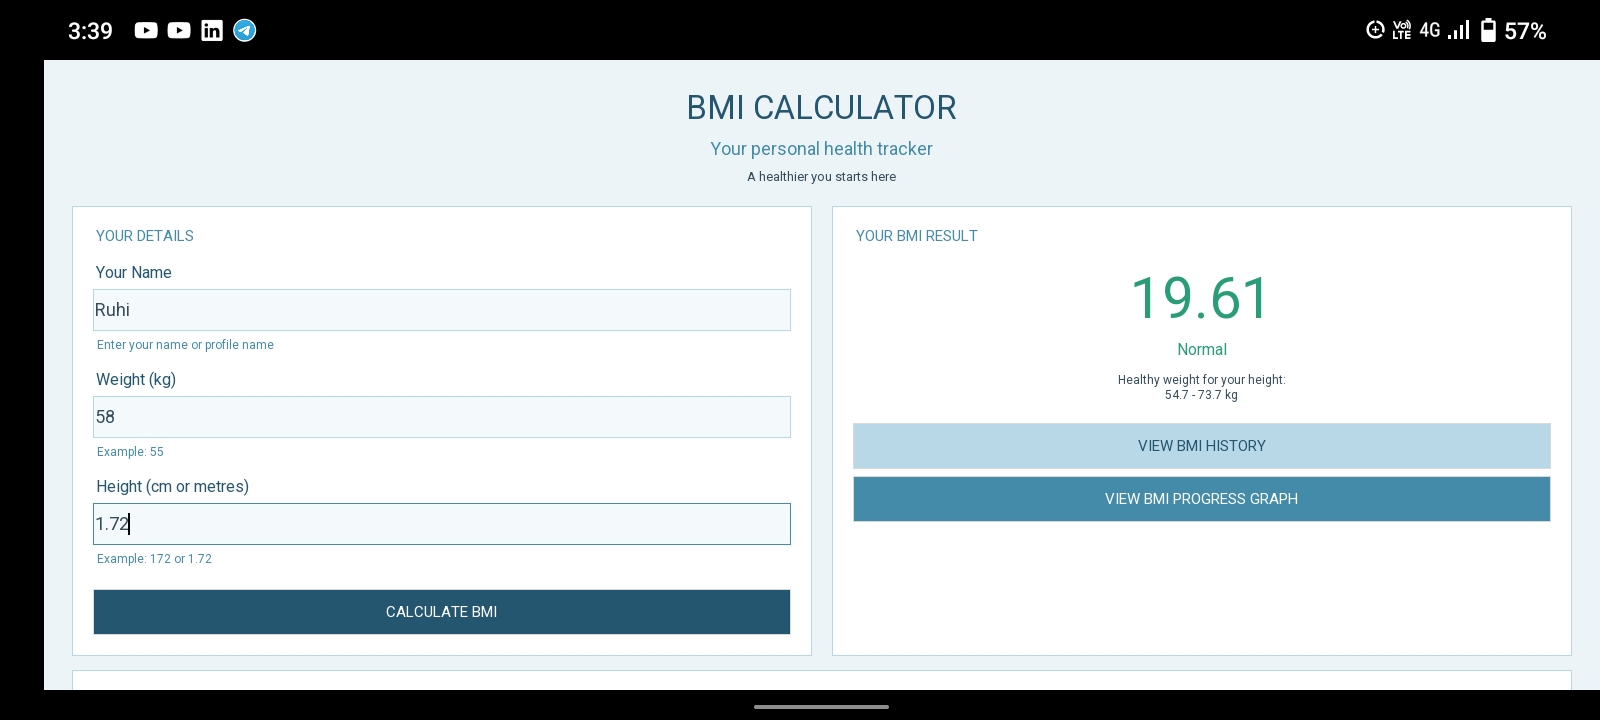 3:39
Vo)) LTE 4G 57%
BMI CALCULATOR
Your personal health tracker
A healthier you starts here
YOUR DETAILS
Your Name
Ruhi
Enter your name or profile name
Weight (kg)
58
Example: 55
Height (cm or metres)
1.72
Example: 172 or 1.72
CALCULATE BMI
YOUR BMI RESULT
19.61
Normal
Healthy weight for your height:
54.7 - 73.7 kg
VIEW BMI HISTORY
VIEW BMI PROGRESS GRAPH